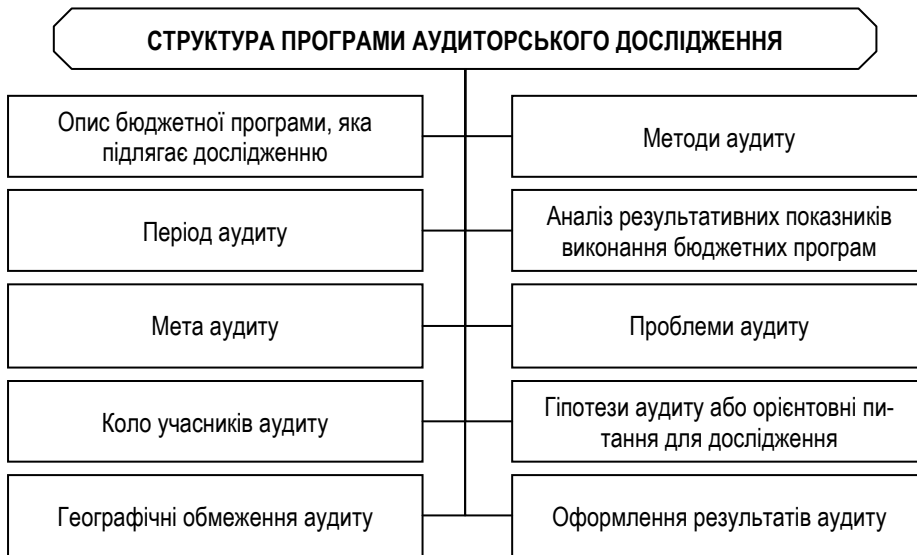 СТРУКТУРА ПРОГРАМИ АУДИТОРСЬКОГО ДОСЛІДЖЕННЯ
Опис бюджетної програми, яка
підлягає дослідженню
Період аудиту
Мета аудиту
Коло учасників аудиту
Географічні обмеження аудиту
Методи аудиту
Аналіз результативних показників
виконання бюджетних програм
Проблеми аудиту
Гіпотези аудиту або орієнтовні пи-
тання для дослідження
Оформлення результатів аудиту